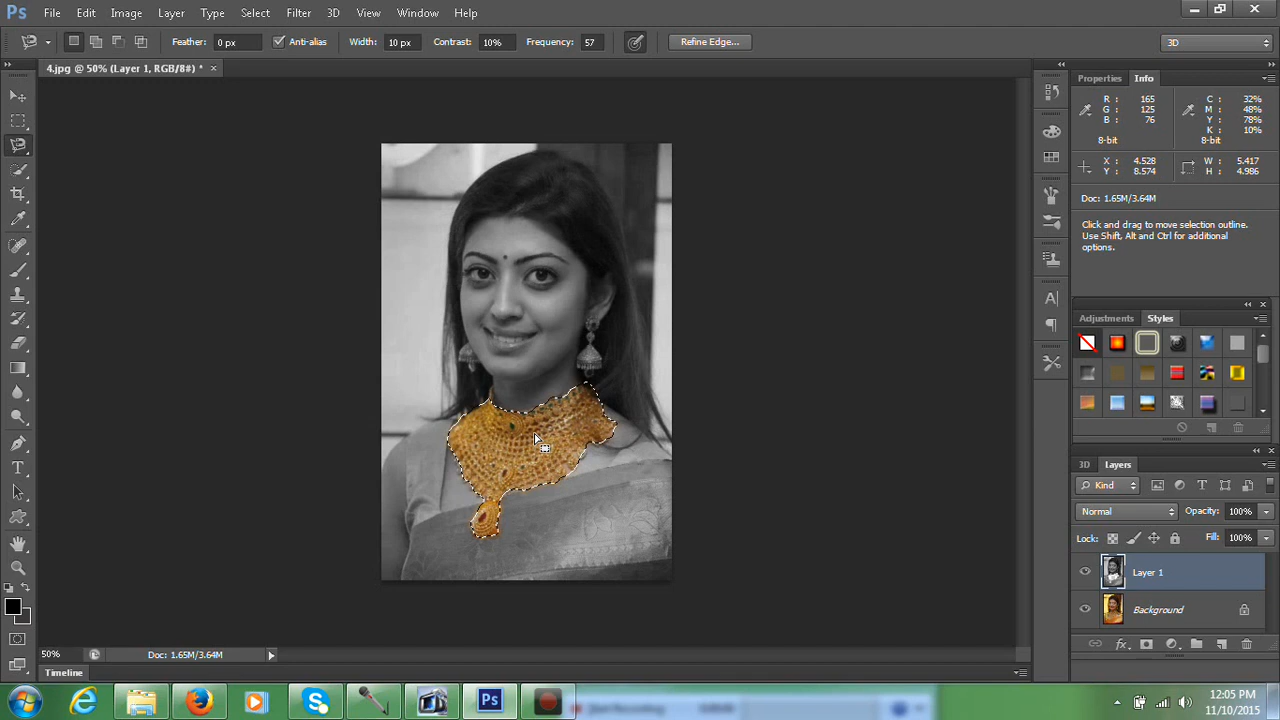 Ps File Edit Image Layer Type Select Filter 3D View Window Help
Feather: 0 px Anti-alias Width: 10 px Contrast: 10% Frequency: 57 Refine Edge... 3D
4.jpg @ 50% (Layer 1, RGB/8#) * ×
Properties Info
R : 165 C : 32%
G : 125 M : 48%
B : 76 Y : 78%
K : 10%
8-bit 8-bit
X : 4.528 W : 5.417
Y : 8.574 H : 4.986
Doc: 1.65M/3.64M
Click and drag to move selection outline.
Use Shift, Alt and Ctrl for additional
options.
Adjustments Styles
3D Layers
Kind
Normal Opacity: 100%
Lock: Fill: 100%
Layer 1
Background
50% Doc: 1.65M/3.64M
Timeline
12:05 PM
11/10/2015